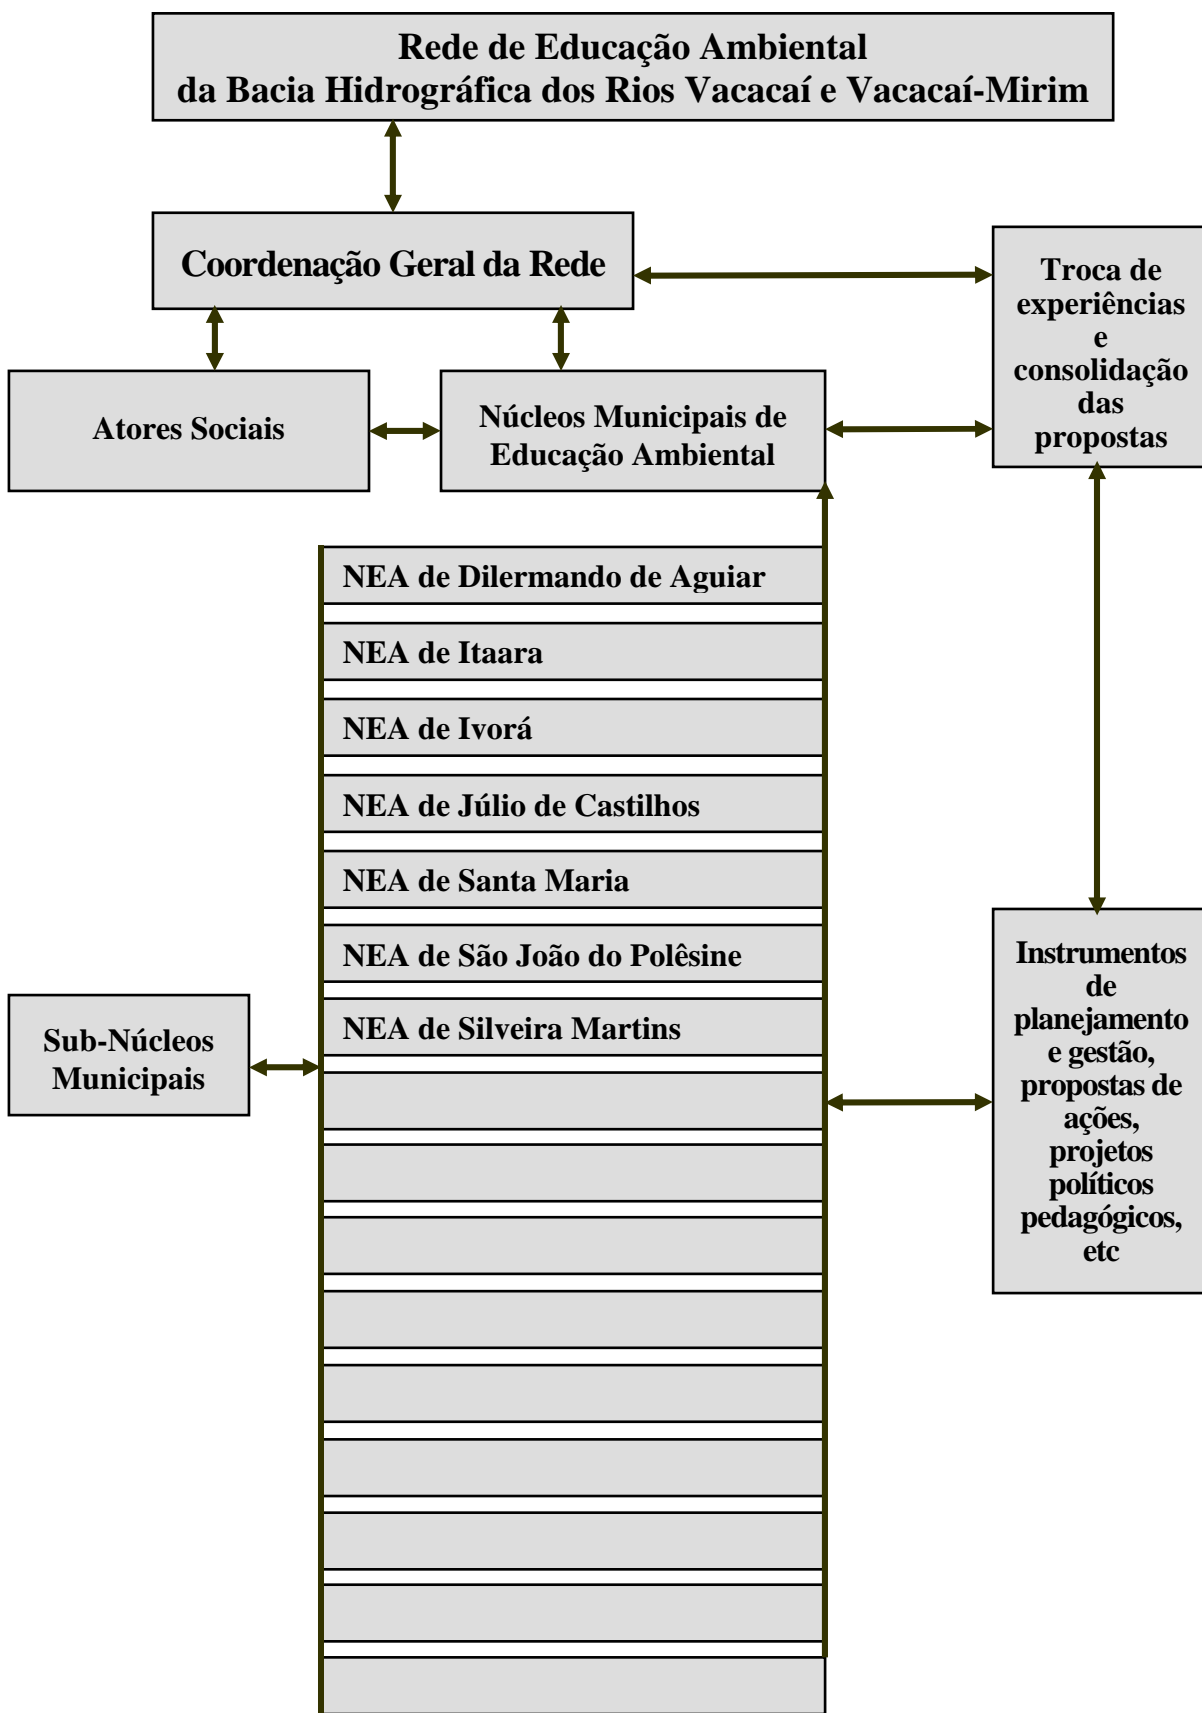 Rede de Educação Ambiental
da Bacia Hidrográfica dos Rios Vacacaí e Vacacaí-Mirim
Coordenação Geral da Rede
Troca de
experiências
e
consolidação
das
propostas
Atores Sociais
Núcleos Municipais de
Educação Ambiental
NEA de Dilermando de Aguiar
NEA de Itaara
NEA de Ivorá
NEA de Júlio de Castilhos
NEA de Santa Maria
NEA de São João do Polêsine
NEA de Silveira Martins
Sub-Núcleos
Municipais
Instrumentos
de
planejamento
e gestão,
propostas de
ações,
projetos
políticos
pedagógicos,
etc